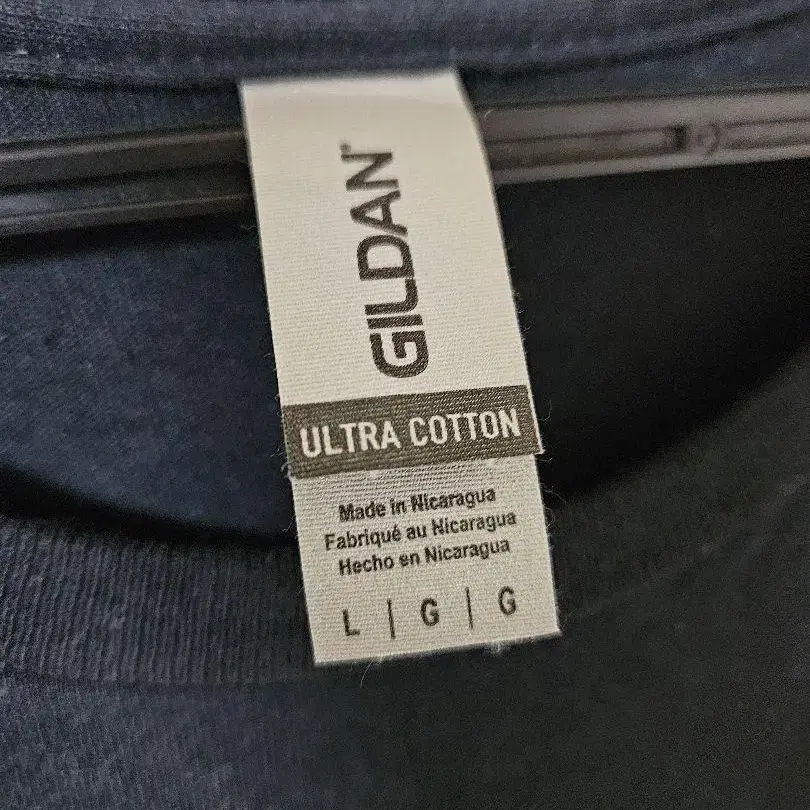 GILDAN®
ULTRA COTTON
Made in Nicaragua
Fabriqué au Nicaragua
Hecho en Nicaragua
L | G | G